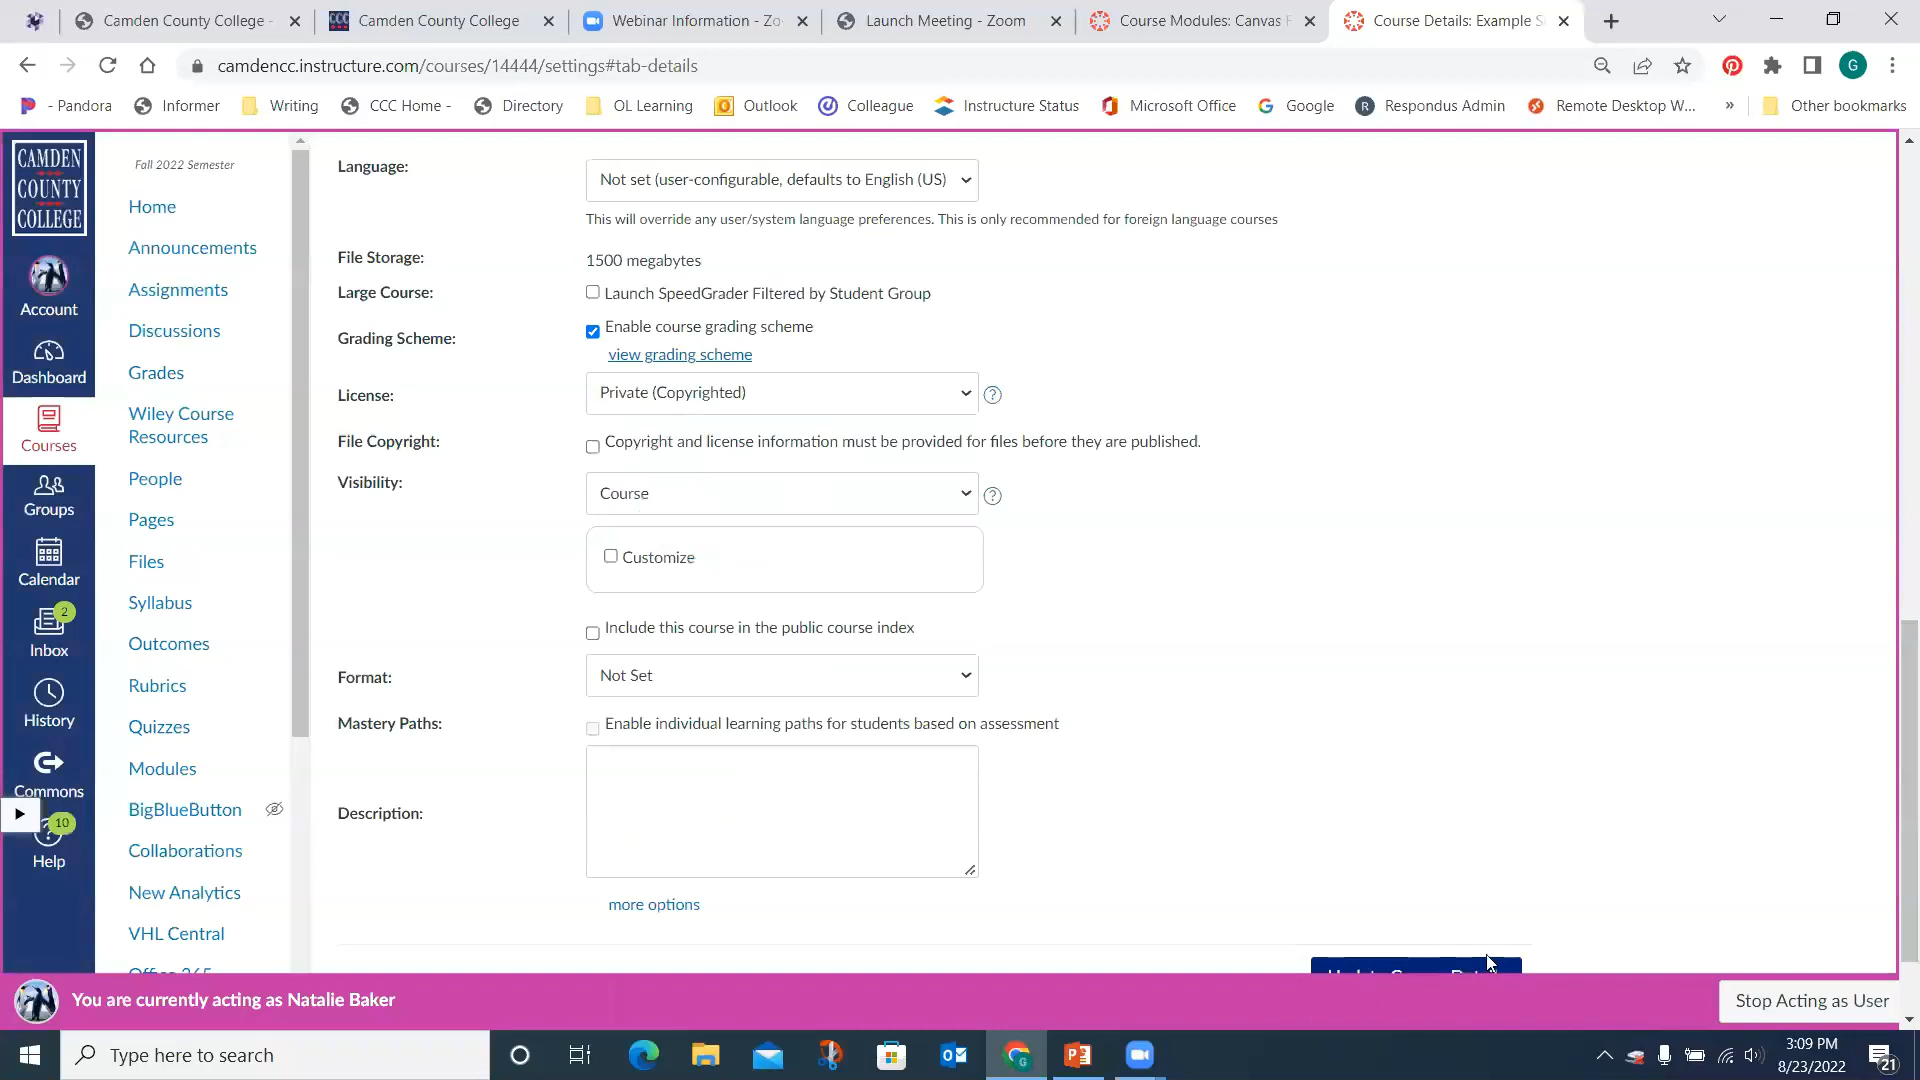 Camden County College -
Camden County College
Webinar Information - Zo
Launch Meeting - Zoom
Course Modules: Canvas F
Course Details: Example S
camdencc.instructure.com/courses/14444/settings#tab-details
G
- Pandora
Informer
Writing
CCC Home -
Directory
OL Learning
Outlook
Colleague
Instructure Status
Microsoft Office
Google
Respondus Admin
Remote Desktop W...
»
Other bookmarks
CAMDEN
COUNTY
COLLEGE
Account
Dashboard
Courses
Groups
Calendar
2
Inbox
History
Commons
10
Help
Fall 2022 Semester
Home
Announcements
Assignments
Discussions
Grades
Wiley Course
Resources
People
Pages
Files
Syllabus
Outcomes
Rubrics
Quizzes
Modules
BigBlueButton
Collaborations
New Analytics
VHL Central
Office 365
Language:
Not set (user-configurable, defaults to English (US)
This will override any user/system language preferences. This is only recommended for foreign language courses
File Storage:
1500 megabytes
Large Course:
Launch SpeedGrader Filtered by Student Group
Grading Scheme:
Enable course grading scheme
view grading scheme
License:
Private (Copyrighted)
File Copyright:
Copyright and license information must be provided for files before they are published.
Visibility:
Course
Customize
Include this course in the public course index
Format:
Not Set
Mastery Paths:
Enable individual learning paths for students based on assessment
Description:
more options
You are currently acting as Natalie Baker
Stop Acting as User
Type here to search
3:09 PM
8/23/2022
21